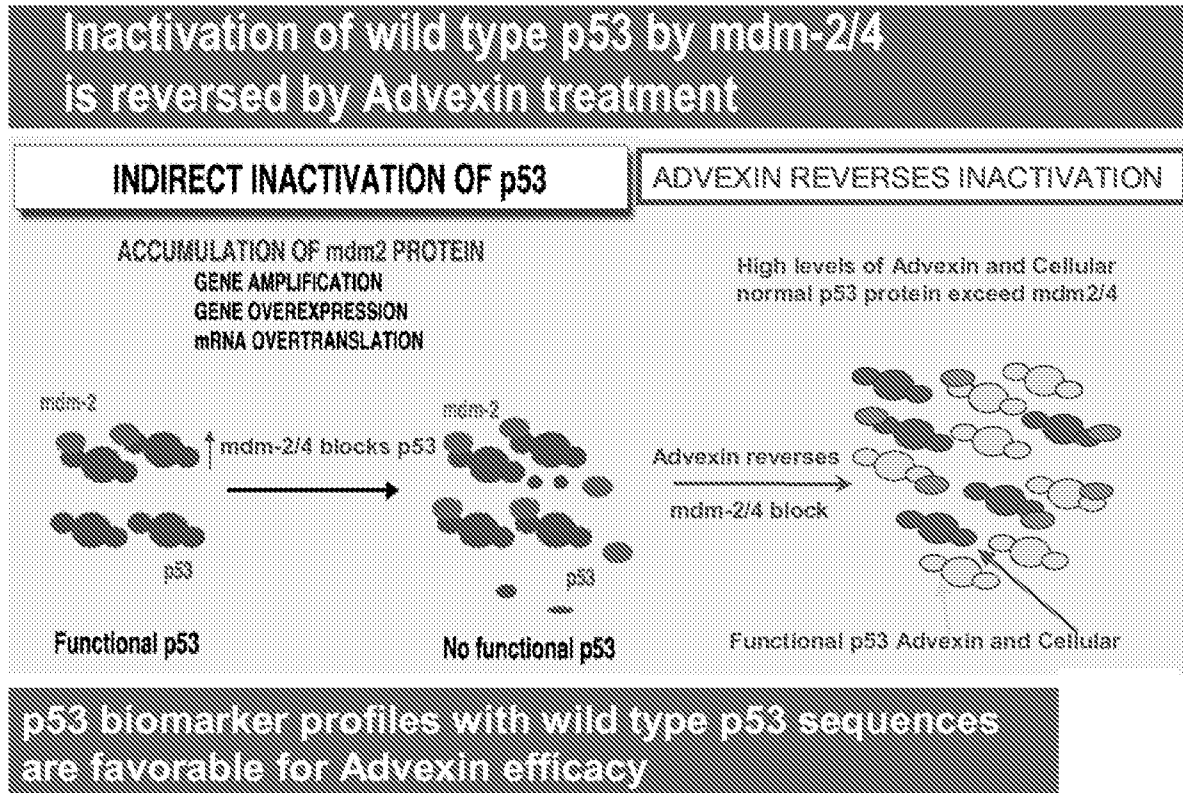 Inactivation of wild type p53 by mdm-2/4
is reversed by Advexin treatment
INDIRECT INACTIVATION OF p53
ADVEXIN REVERSES INACTIVATION
ACCUMULATION OF mdm2 PROTEIN
GENE AMPLIFICATION
GENE OVEREXPRESSION
mRNA OVERTRANSLATION
High levels of Advexin and Cellular
normal p53 protein exceed mdm2/4
mdm-2
mdm-2/4 blocks p53
mdm-2
Advexin reverses
mdm-2/4 block
p53
p53
Functional p53
No functional p53
Functional p53 Advexin and Cellular
p53 biomarker profiles with wild type p53 sequences
are favorable for Advexin efficacy